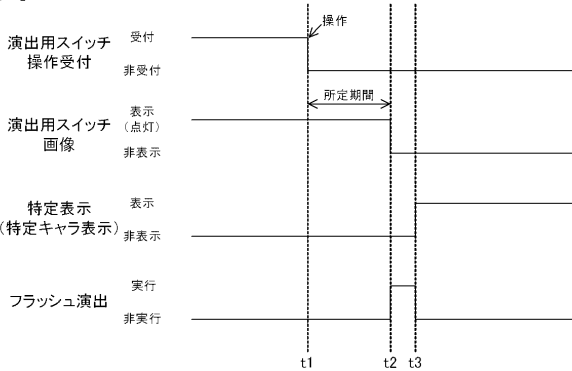 操作
演出用スイッチ
操作受付
受付
非受付
所定期間
演出用スイッチ
画像
表示
(点灯)
非表示
特定表示
(特定キャラ表示)
表示
非表示
フラッシュ演出
実行
非実行
t1
t2
t3